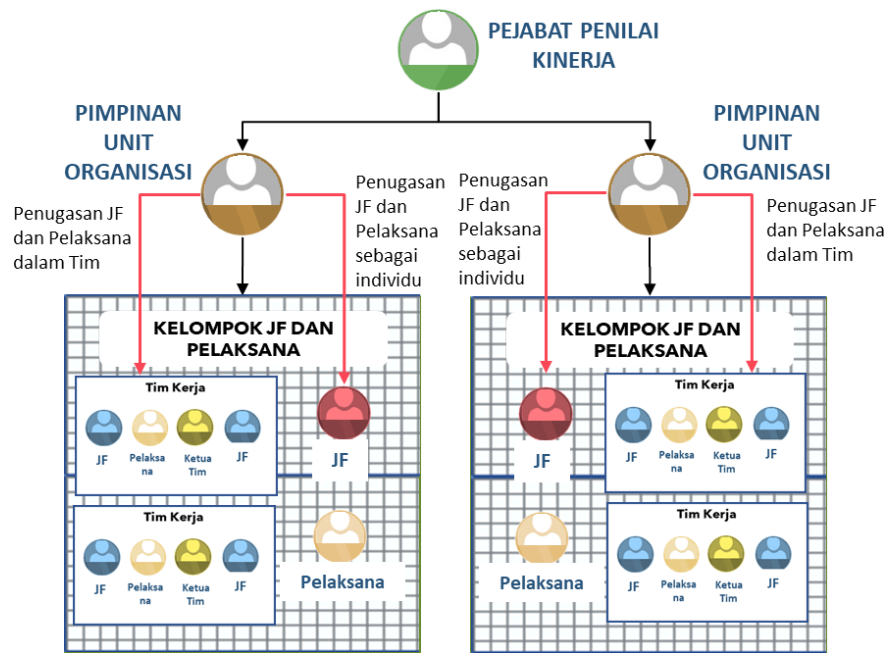 PEJABAT PENILAI
KINERJA
PIMPINAN
UNIT
ORGANISASI
PIMPINAN
UNIT
ORGANISASI
Penugasan JF
dan Pelaksana
dalam Tim
Penugasan
JF dan
Pelaksana
sebagai
individu
Penugasan
JF dan
Pelaksana
sebagai
individu
Penugasan JF
dan Pelaksana
dalam Tim
KELOMPOK JF DAN
PELAKSANA
Tim Kerja
JF
Pelaksa
na
Ketua
Tim
JF
JF
Tim Kerja
JF
Pelaksa
na
Ketua
Tim
JF
Pelaksana
KELOMPOK JF DAN
PELAKSANA
JF
Tim Kerja
JF
Pelaksa
na
Ketua
Tim
JF
Pelaksana
Tim Kerja
JF
Pelaksa
na
Ketua
Tim
JF